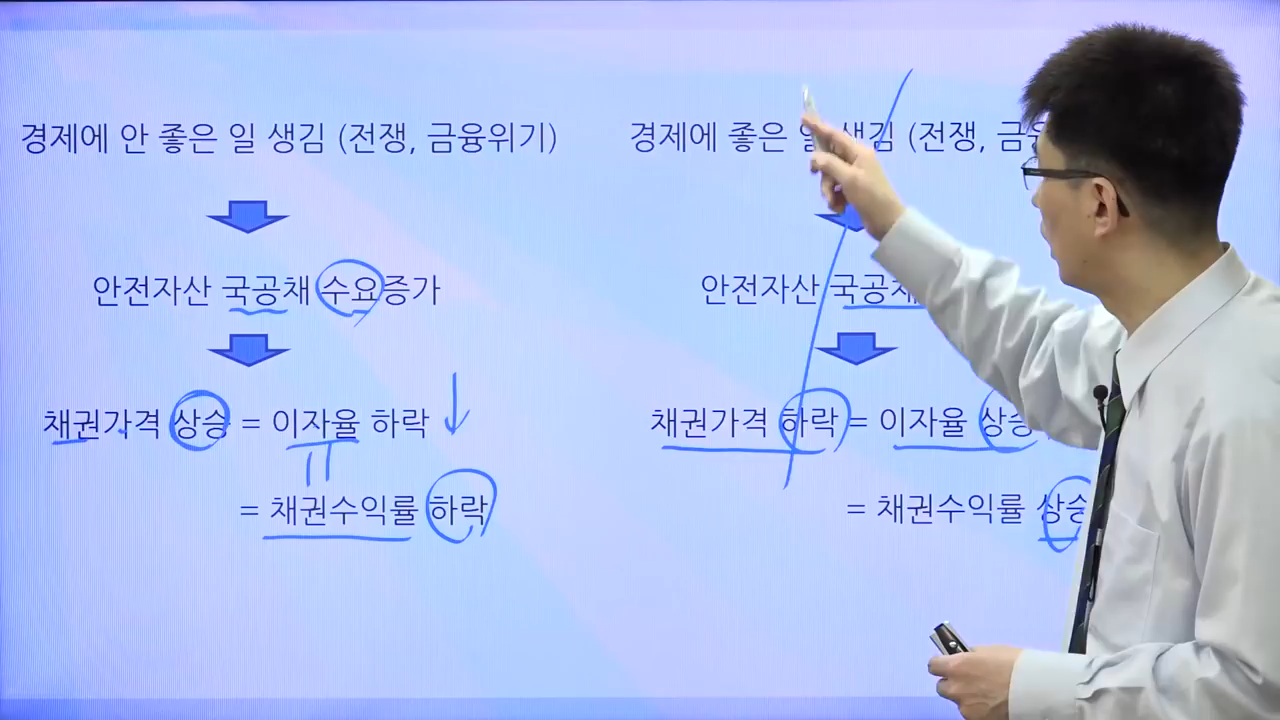 경제에 안 좋은 일 생김 (전쟁, 금융위기)
안전자산 국공채 수요증가
채권가격 상승 = 이자율 하락
= 채권수익률 하락
경제에 좋은 일 생김 (전쟁,
안전자산 국공채
채권가격 하락 = 이자율 상승
= 채권수익률 상승